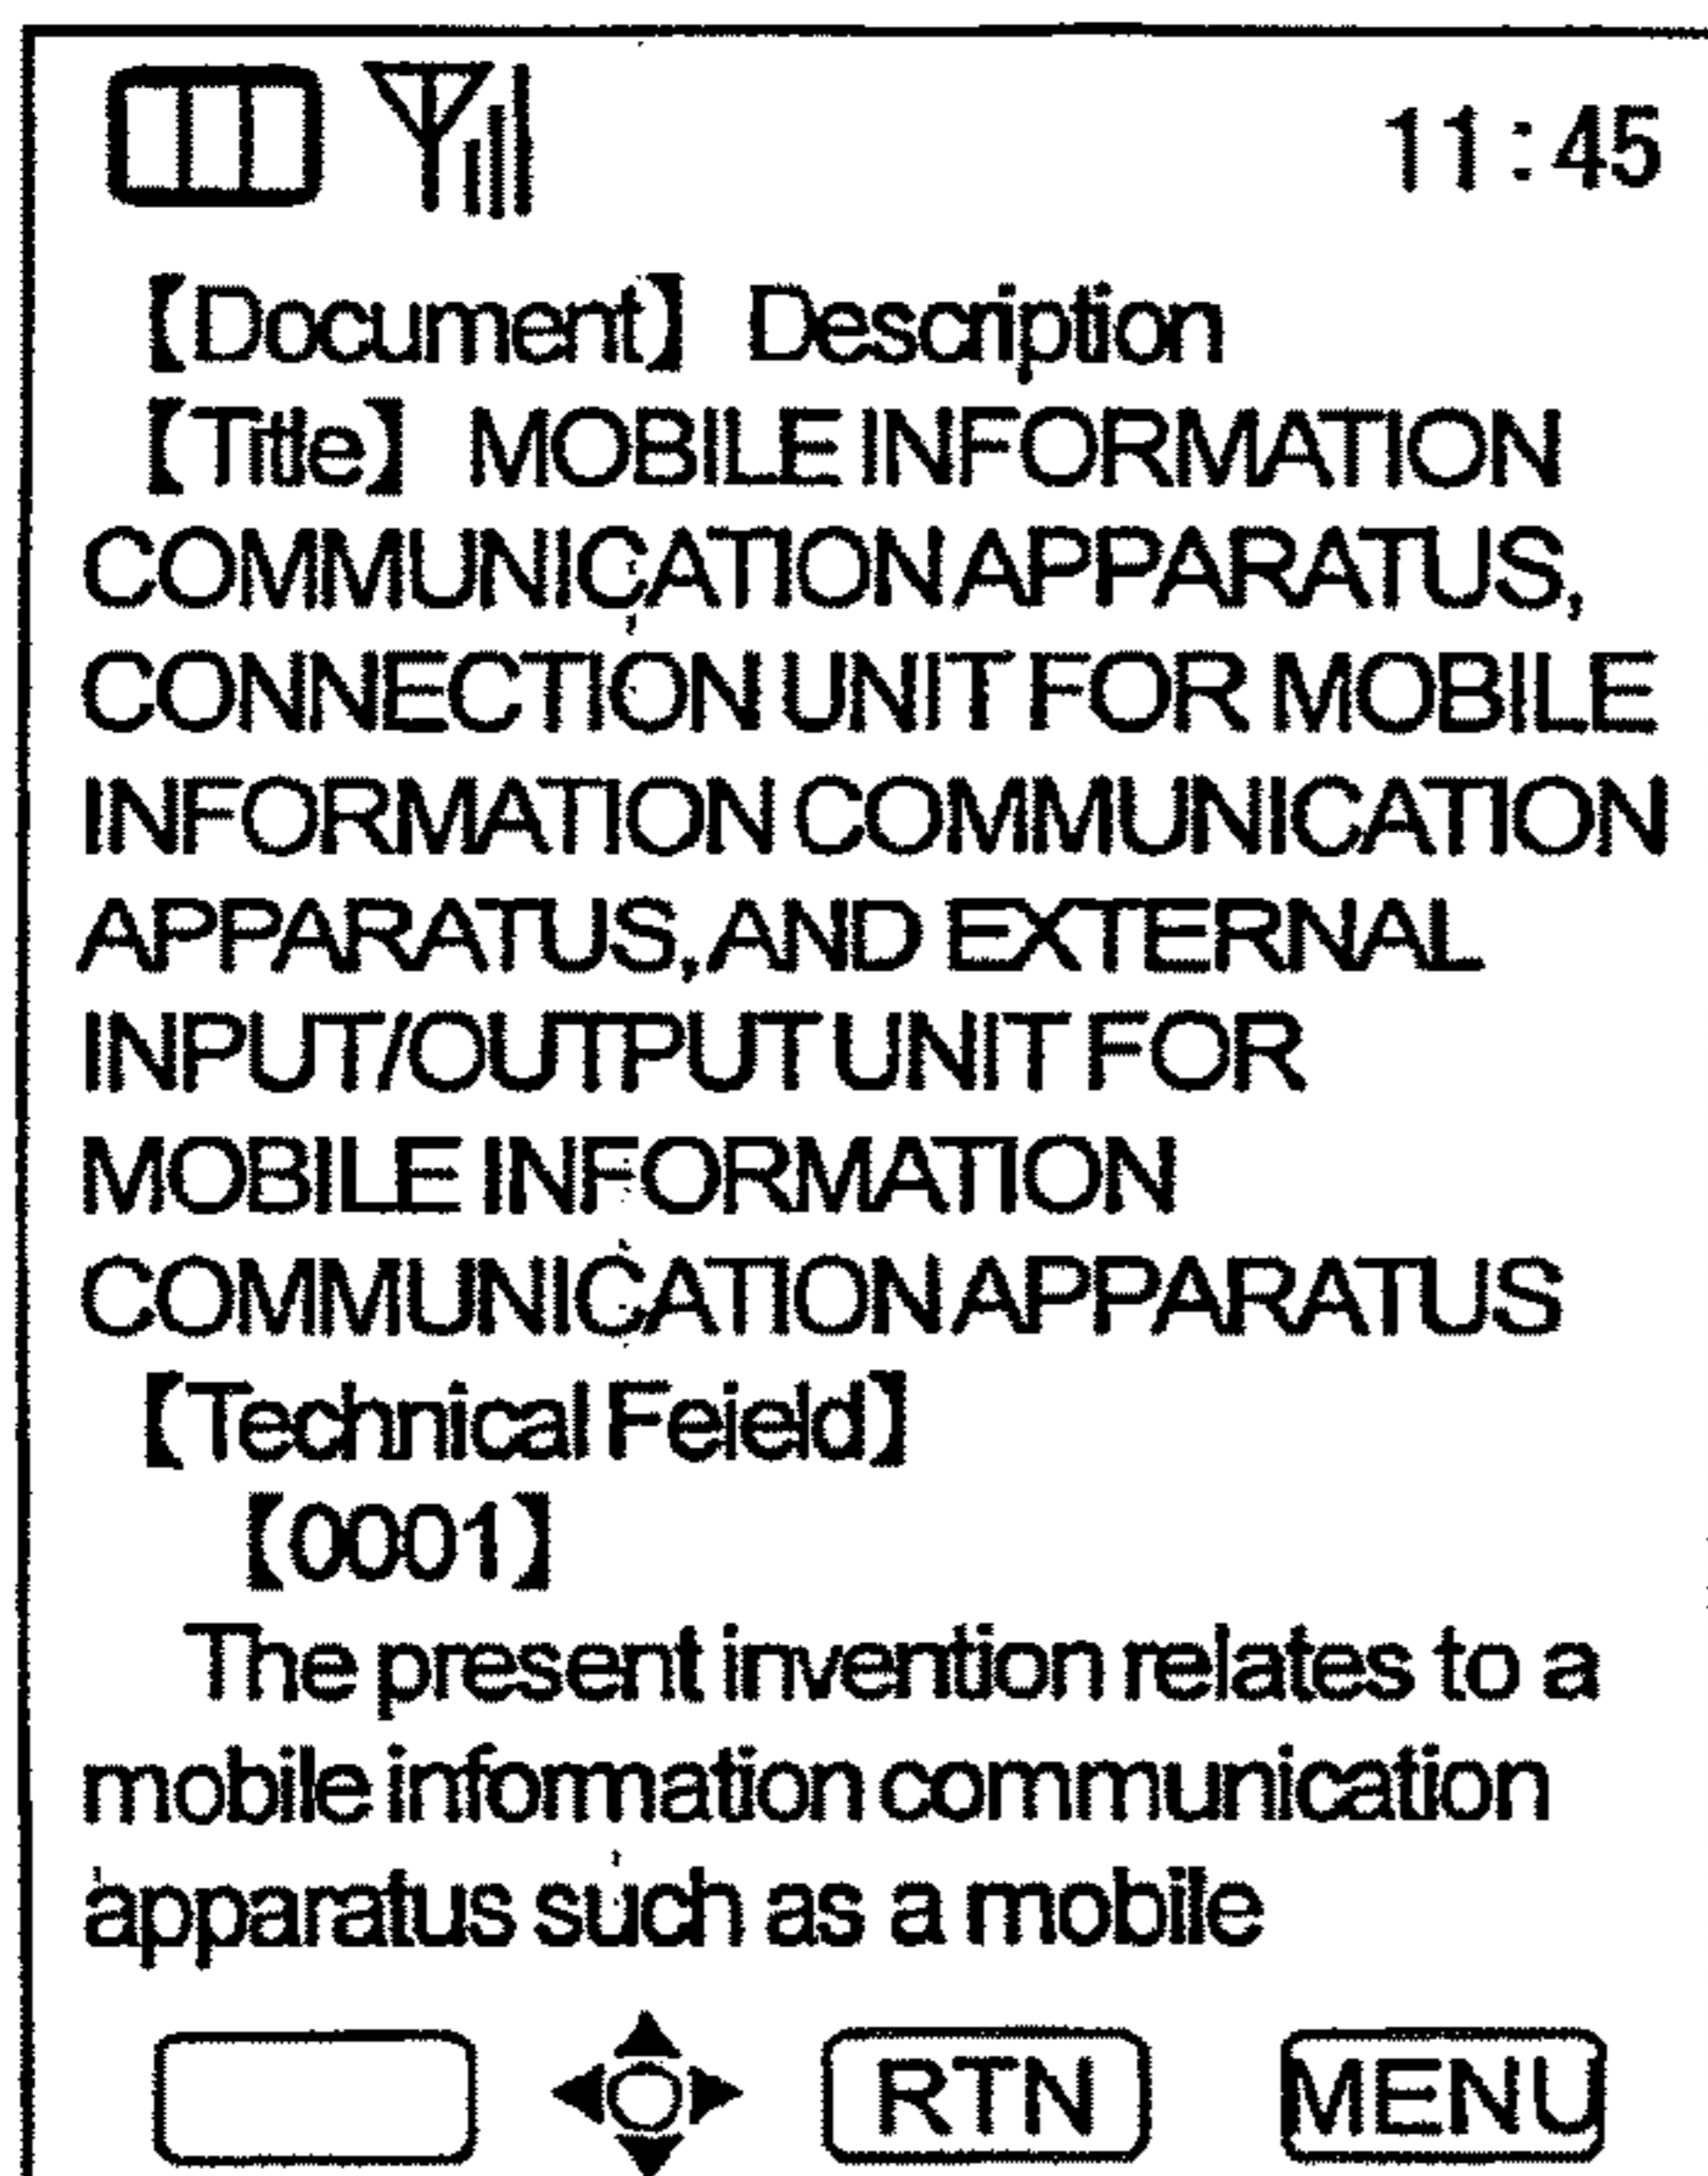 11:45
【Document】 Description
【Title】 MOBILE INFORMATION
COMMUNICATION APPARATUS,
CONNECTION UNIT FOR MOBILE
INFORMATION COMMUNICATION
APPARATUS, AND EXTERNAL
INPUT/OUTPUT UNIT FOR
MOBILE INFORMATION
COMMUNICATION APPARATUS
【Technical Feield】
【0001】
The present invention relates to a
mobile information communication
apparatus such as a mobile
RTN MENU